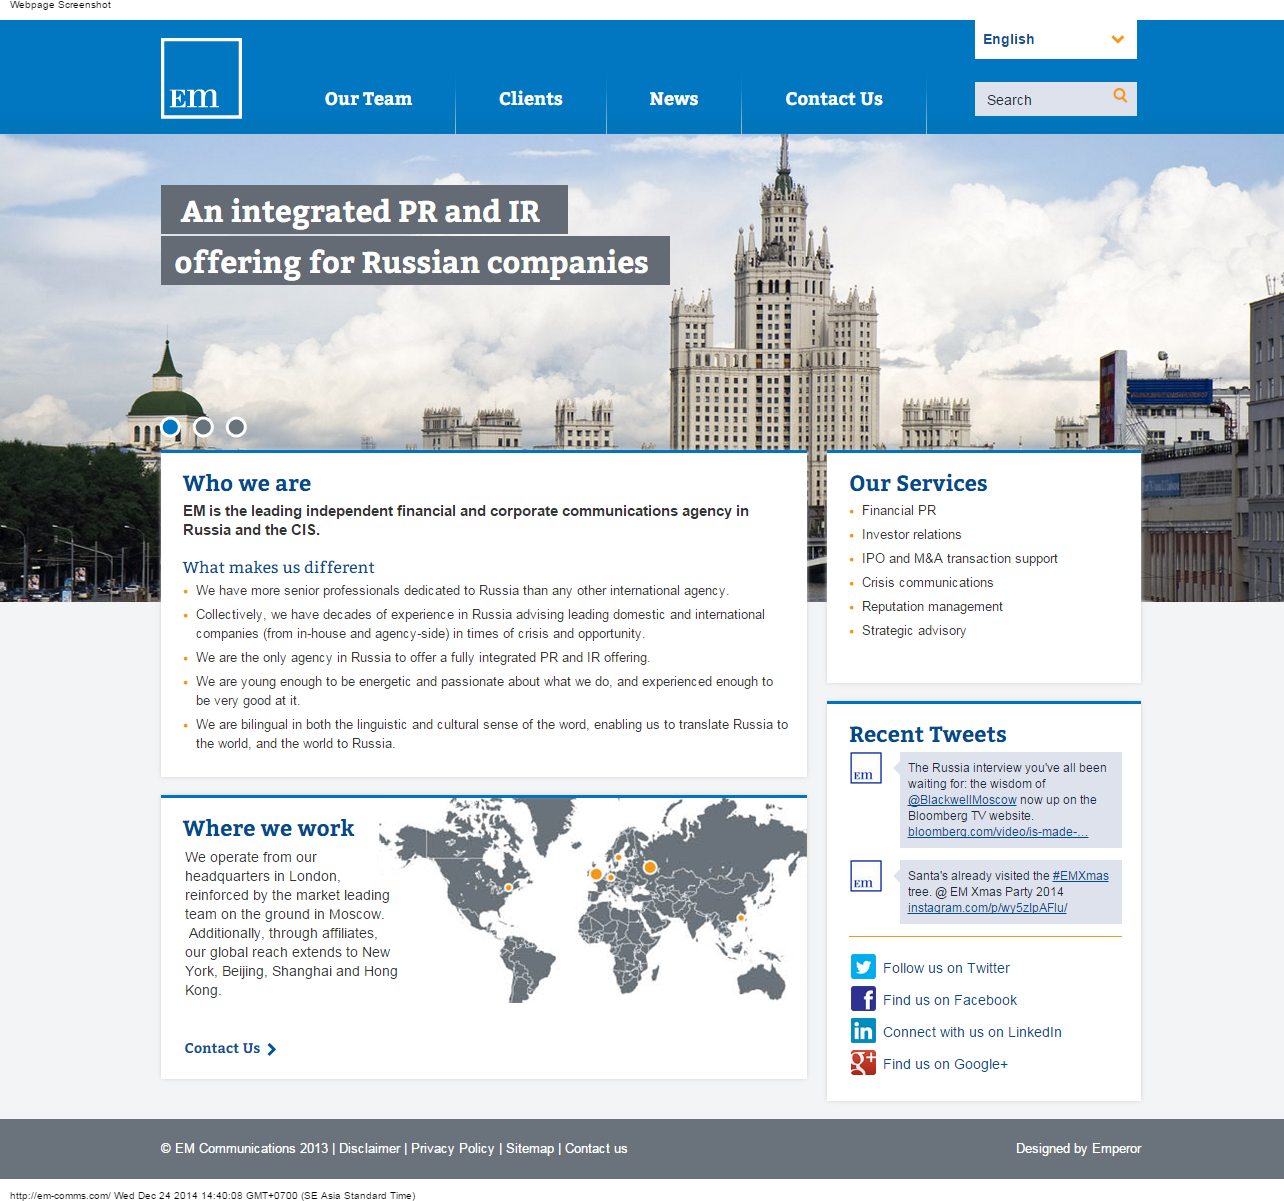 Webpage Screenshot
English
EM
Our Team
Clients
News
Contact Us
Search
An integrated PR and IR
offering for Russian companies
Who we are
EM is the leading independent financial and corporate communications agency in
Russia and the CIS.
What makes us different
We have more senior professionals dedicated to Russia than any other international agency.
Collectively, we have decades of experience in Russia advising leading domestic and international
companies (from in-house and agency-side) in times of crisis and opportunity.
We are the only agency in Russia to offer a fully integrated PR and IR offering.
We are young enough to be energetic and passionate about what we do, and experienced enough to
be very good at it.
We are bilingual in both the linguistic and cultural sense of the word, enabling us to translate Russia to
the world, and the world to Russia.
Our Services
Financial PR
Investor relations
IPO and M&A transaction support
Crisis communications
Reputation management
Strategic advisory
Where we work
We operate from our
headquarters in London,
reinforced by the market leading
team on the ground in Moscow.
Additionally, through affiliates,
our global reach extends to New
York, Beijing, Shanghai and Hong
Kong.
Contact Us
Recent Tweets
EM
The Russia interview you've all been
waiting for: the wisdom of
@BlackwellMoscow now up on the
Bloomberg TV website.
bloomberg.com/video/is-made-...
EM
Santa's already visited the #EMXmas
tree. @ EM Xmas Party 2014
instagram.com/p/wy5zIpAFlu/
Follow us on Twitter
Find us on Facebook
Connect with us on LinkedIn
Find us on Google+
© EM Communications 2013 | Disclaimer | Privacy Policy | Sitemap | Contact us
Designed by Emperor
http://em-comms.com/ Wed Dec 24 2014 14:40:08 GMT+0700 (SE Asia Standard Time)